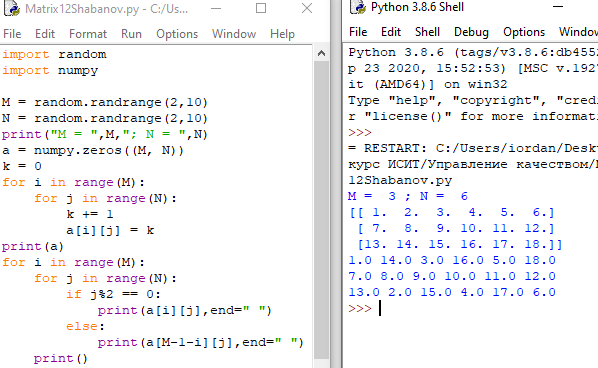 Matrix12Shabanov.py - C:/Us...
File Edit Format Run Options Window Help
import random
import numpy
M = random.randrange(2,10)
N = random.randrange(2,10)
print("M = ",M,"; N = ",N)
a = numpy.zeros((M, N))
k = 0
for i in range(M):
    for j in range(N):
        k += 1
        a[i][j] = k
print(a)
for i in range(M):
    for j in range(N):
        if j%2 == 0:
            print(a[i][j],end=" ")
        else:
            print(a[M-1-i][j],end=" ")
    print()
Python 3.8.6 Shell
File Edit Shell Debug Options Window
Python 3.8.6 (tags/v3.8.6:db455
p 23 2020, 15:52:53) [MSC v.192
it (AMD64)] on win32
Type "help", "copyright", "cred
r "license()" for more informat
>>>
= RESTART: C:/Users/iordan/Desk
курс ИСИТ/Управление качеством/
12Shabanov.py
M =  3 ; N =  6
[[ 1.  2.  3.  4.  5.  6.]
 [ 7.  8.  9. 10. 11. 12.]
 [13. 14. 15. 16. 17. 18.]]
1.0 14.0 3.0 16.0 5.0 18.0
7.0 8.0 9.0 10.0 11.0 12.0
13.0 2.0 15.0 4.0 17.0 6.0
>>>